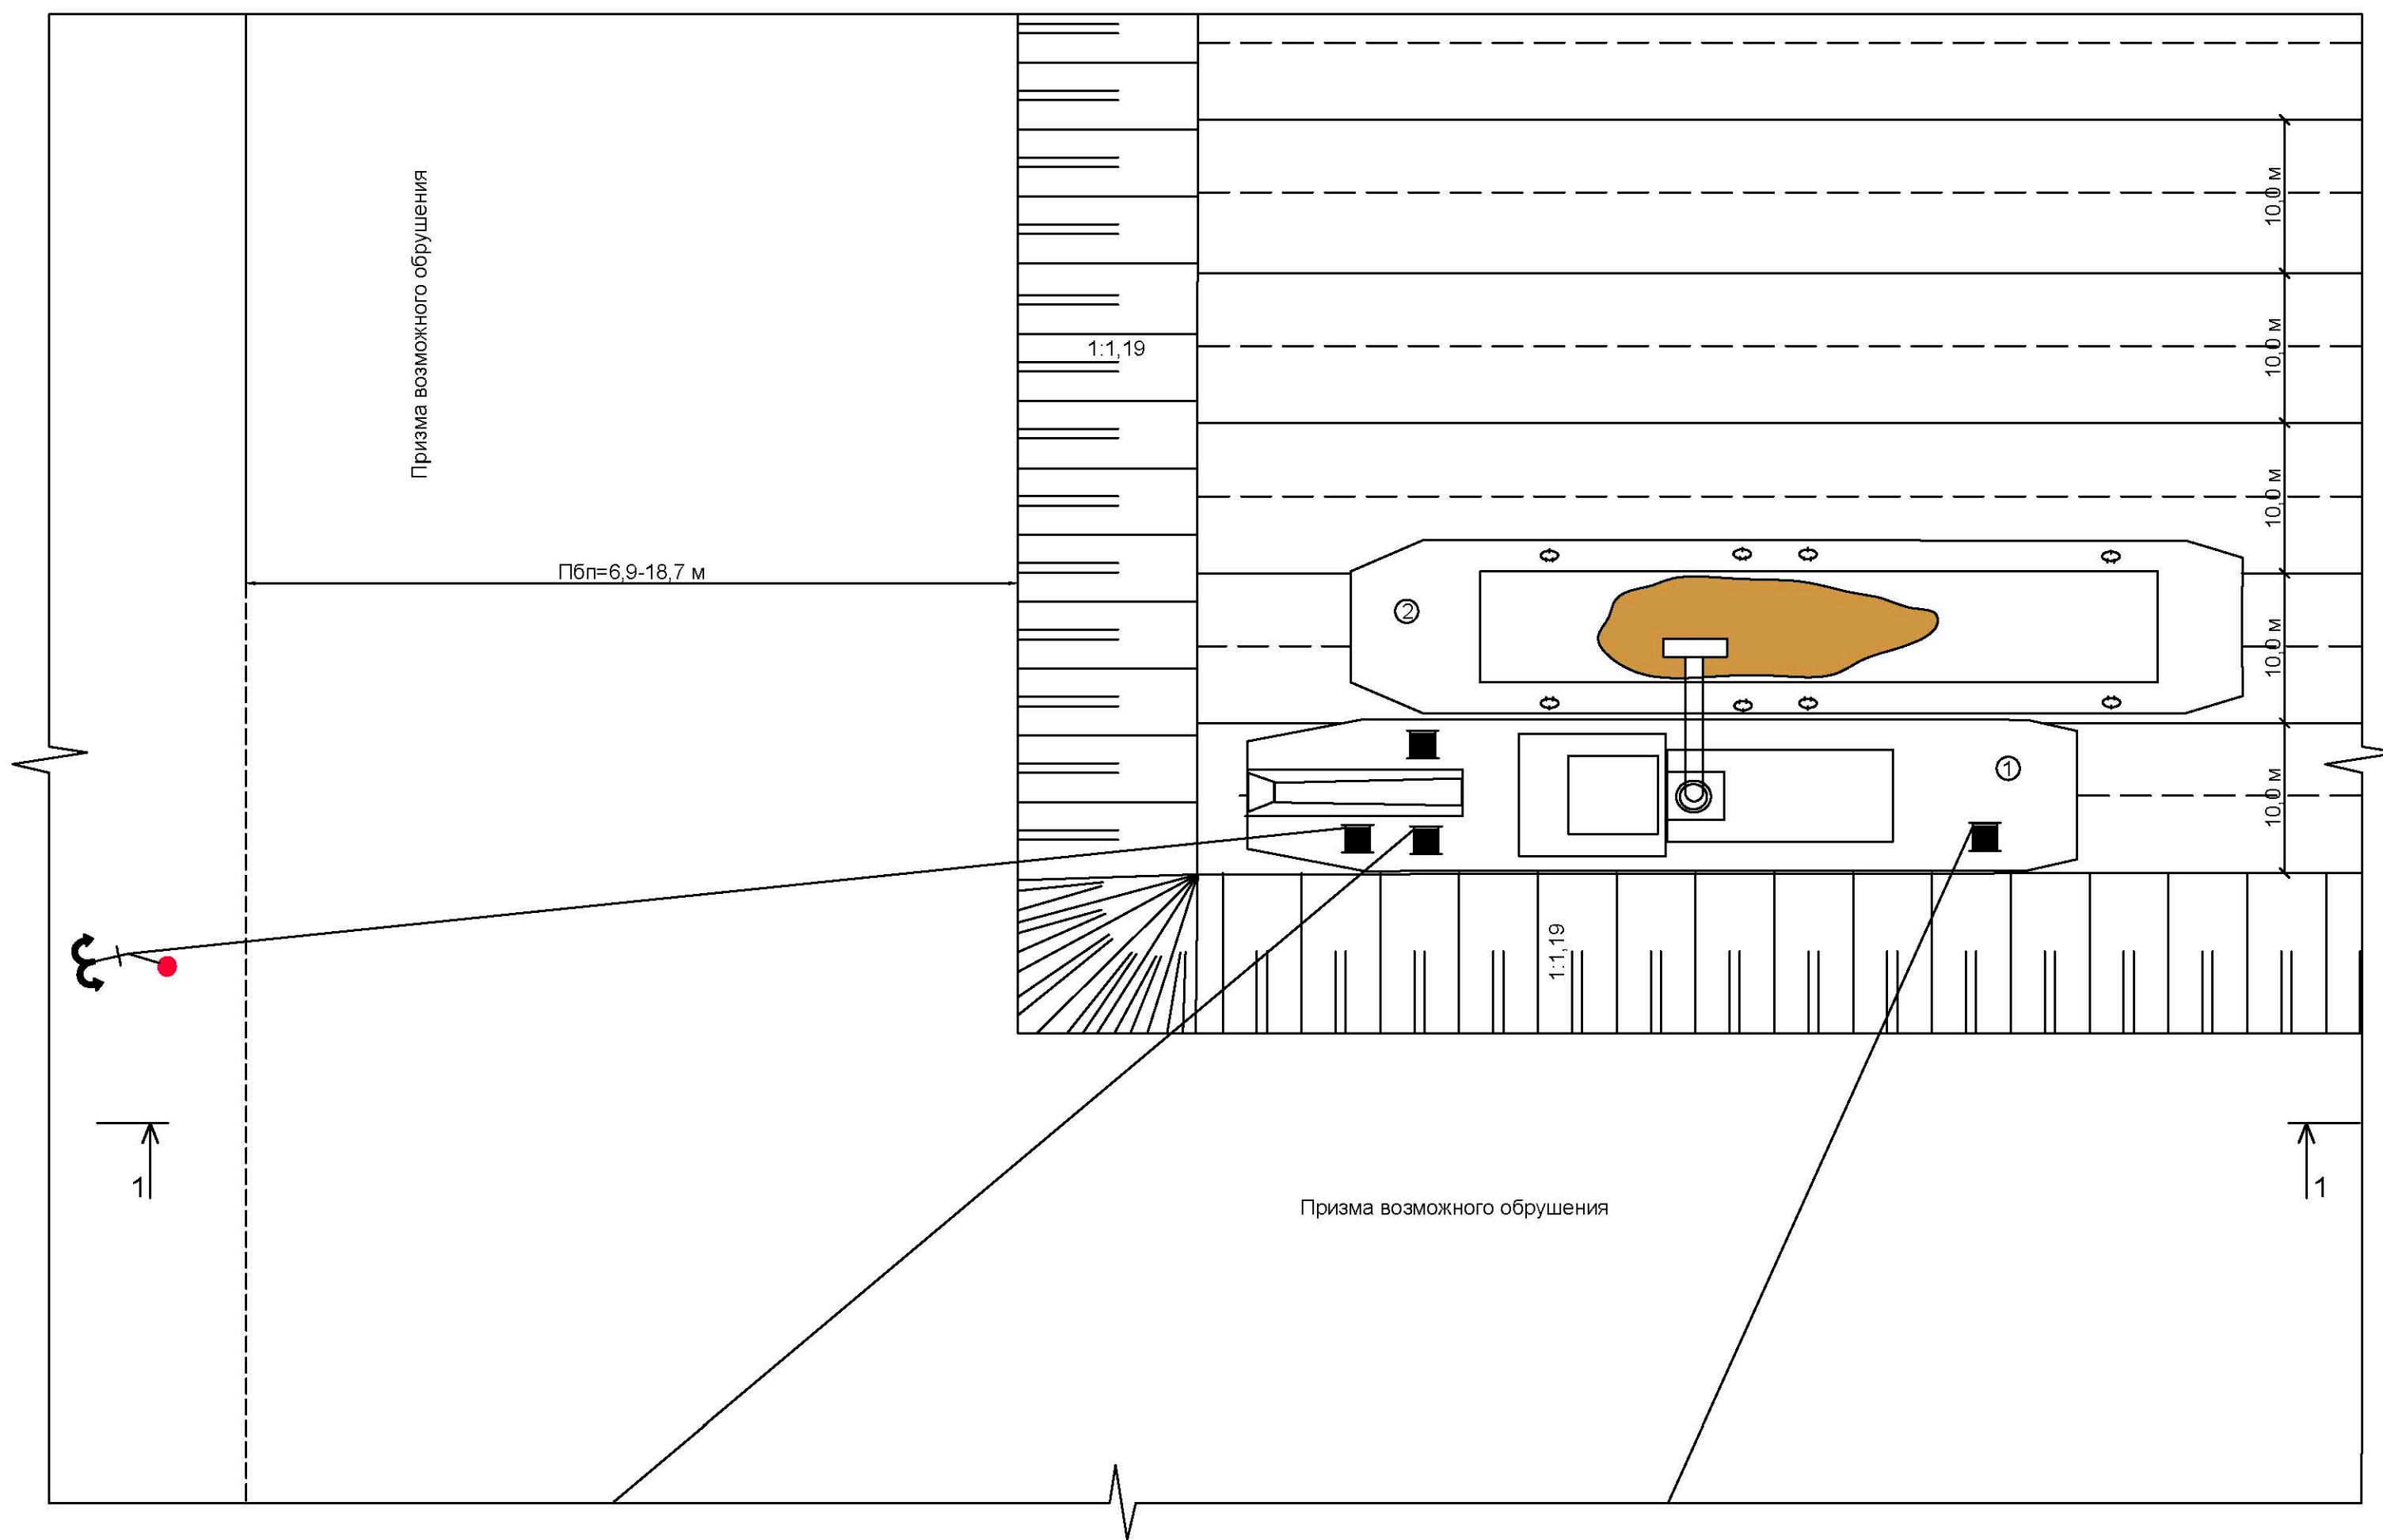 Призма возможного обрушения
10,0 м
1:1,19
10,0 м
10,0 м
Пбп=6,9-18,7 м
2
10,0 м
1
10,0 м
1:1,19
1
1
Призма возможного обрушения